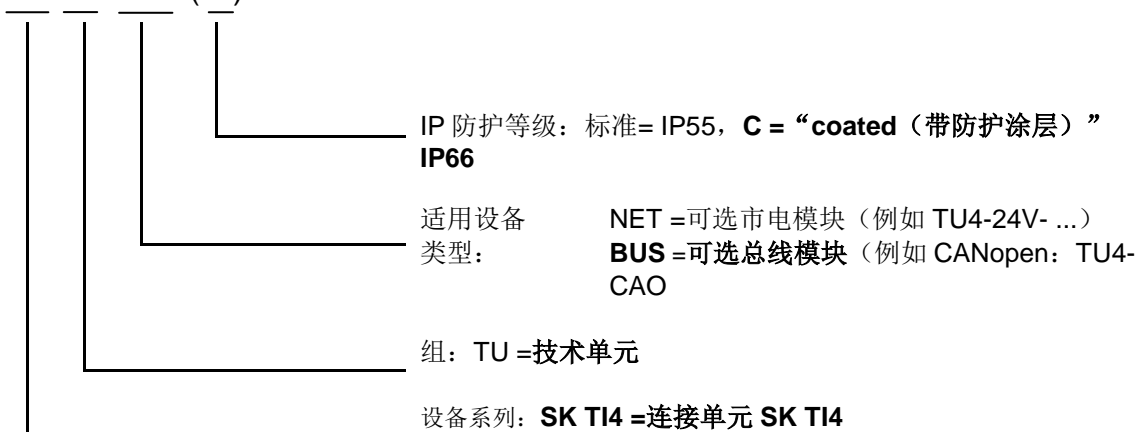 IP 防护等级：标准= IP55，C =“coated（带防护涂层）”
IP66
适用设备 NET =可选市电模块（例如 TU4-24V- ...）
类型： BUS =可选总线模块（例如 CANopen：TU4-
CAO
组：TU =技术单元
设备系列：SK TI4 =连接单元 SK TI4